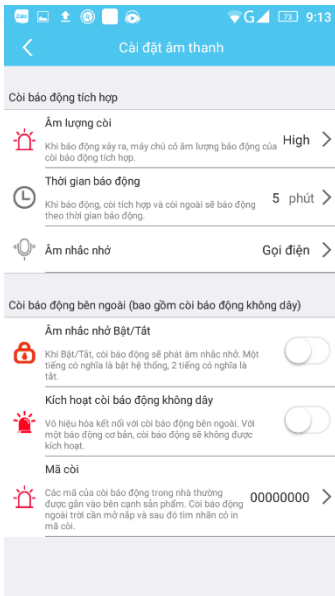 Zalo
G
73
9:13
Cài đặt âm thanh
Còi báo động tích hợp
Âm lượng còi
Khi báo động xảy ra, máy chủ có âm lượng báo động của
còi báo động tích hợp.
High
Thời gian báo động
Khi báo động, còi tích hợp và còi ngoài sẽ báo động
theo thời gian báo động.
5 phút
Âm nhắc nhở
Gọi điện
Còi báo động bên ngoài (bao gồm còi báo động không dây)
Âm nhắc nhở Bật/Tắt
Khi Bật/Tắt, còi báo động sẽ phát âm nhắc nhở. Một
tiếng có nghĩa là bật hệ thống, 2 tiếng có nghĩa là
tắt.
Kích hoạt còi báo động không dây
Vô hiệu hóa kết nối với còi báo động bên ngoài. Với
một báo động cơ bản, còi báo động sẽ không được
kích hoạt.
Mã còi
Các mã của còi báo động trong nhà thường
được gắn vào bên cạnh sản phẩm. Còi báo động
ngoài trời cần mở nắp và sau đó tìm nhãn có in
mã còi.
00000000